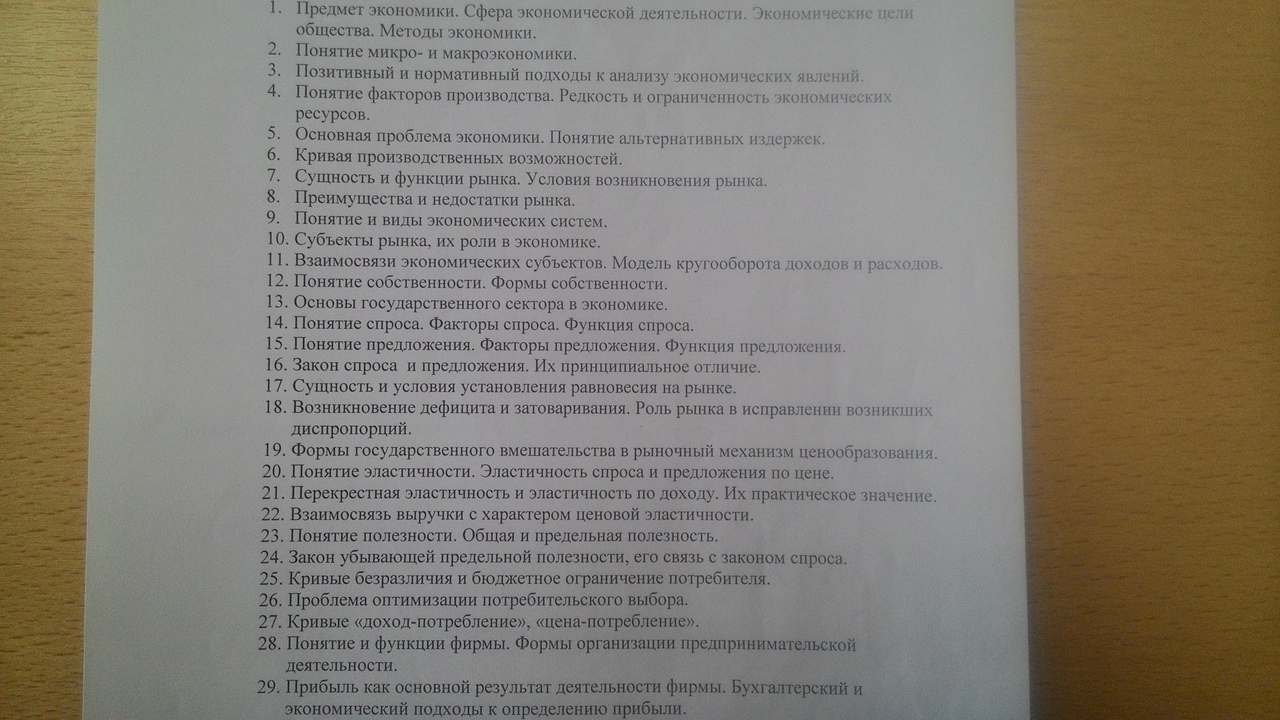 1. Предмет экономики. Сфера экономической деятельности. Экономические цели
общества. Методы экономики.
2. Понятие микро- и макроэкономики.
3. Позитивный и нормативный подходы к анализу экономических явлений.
4. Понятие факторов производства. Редкость и ограниченность экономических
ресурсов.
5. Основная проблема экономики. Понятие альтернативных издержек.
6. Кривая производственных возможностей.
7. Сущность и функции рынка. Условия возникновения рынка.
8. Преимущества и недостатки рынка.
9. Понятие и виды экономических систем.
10. Субъекты рынка, их роли в экономике.
11. Взаимосвязи экономических субъектов. Модель кругооборота доходов и расходов.
12. Понятие собственности. Формы собственности.
13. Основы государственного сектора в экономике.
14. Понятие спроса. Факторы спроса. Функция спроса.
15. Понятие предложения. Факторы предложения. Функция предложения.
16. Закон спроса и предложения. Их принципиальное отличие.
17. Сущность и условия установления равновесия на рынке.
18. Возникновение дефицита и затоваривания. Роль рынка в исправлении возникших
диспропорций.
19. Формы государственного вмешательства в рыночный механизм ценообразования.
20. Понятие эластичности. Эластичность спроса и предложения по цене.
21. Перекрестная эластичность и эластичность по доходу. Их практическое значение.
22. Взаимосвязь выручки с характером ценовой эластичности.
23. Понятие полезности. Общая и предельная полезность.
24. Закон убывающей предельной полезности, его связь с законом спроса.
25. Кривые безразличия и бюджетное ограничение потребителя.
26. Проблема оптимизации потребительского выбора.
27. Кривые «доход-потребление», «цена-потребление».
28. Понятие и функции фирмы. Формы организации предпринимательской
деятельности.
29. Прибыль как основной результат деятельности фирмы. Бухгалтерский и
экономический подходы к определению прибыли.